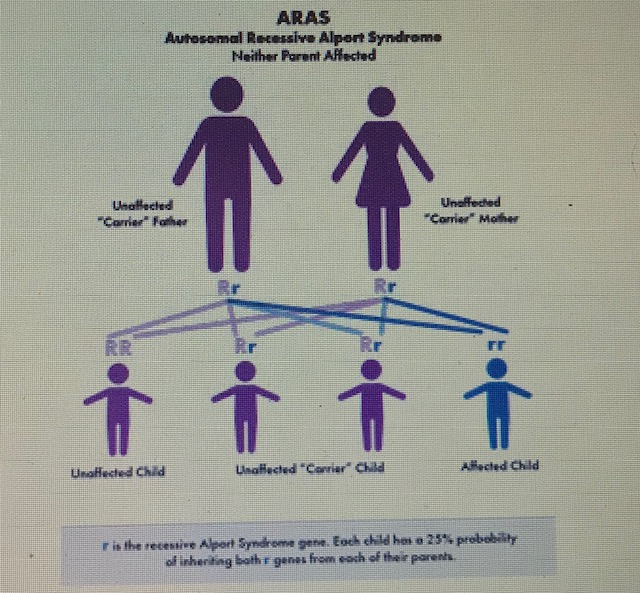 ARAS
Autosomal Recessive Alport Syndrome
Neither Parent Affected
Unaffected
"Carrier" Father
Unaffected
"Carrier" Mother
Rr
Rr
RR
Rr
Rr
rr
Unaffected Child
Unaffected "Carrier" Child
Affected Child
r is the recessive Alport Syndrome gene. Each child has a 25% probability
of inheriting both r genes from each of their parents.